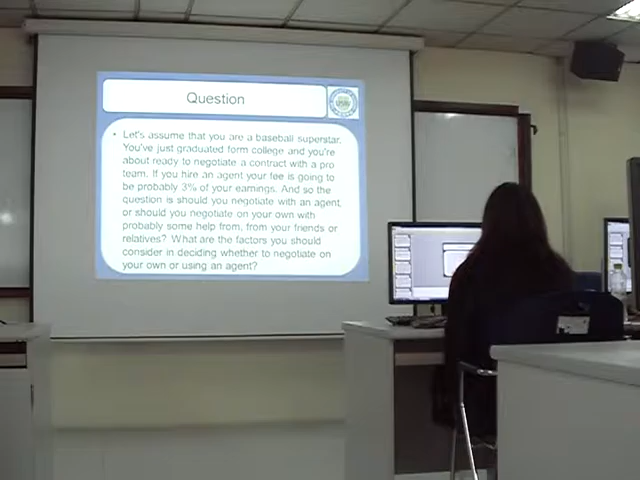 Question
• Let's assume that you are a baseball superstar.
You've just graduated form college and you're
about ready to negotiate a contract with a pro
team. If you hire an agent your fee is going to
be probably 3% of your earnings. And so the
question is should you negotiate with an agent,
or should you negotiate on your own with
probably some help from, from your friends or
relatives? What are the factors you should
consider in deciding whether to negotiate on
your own or using an agent?